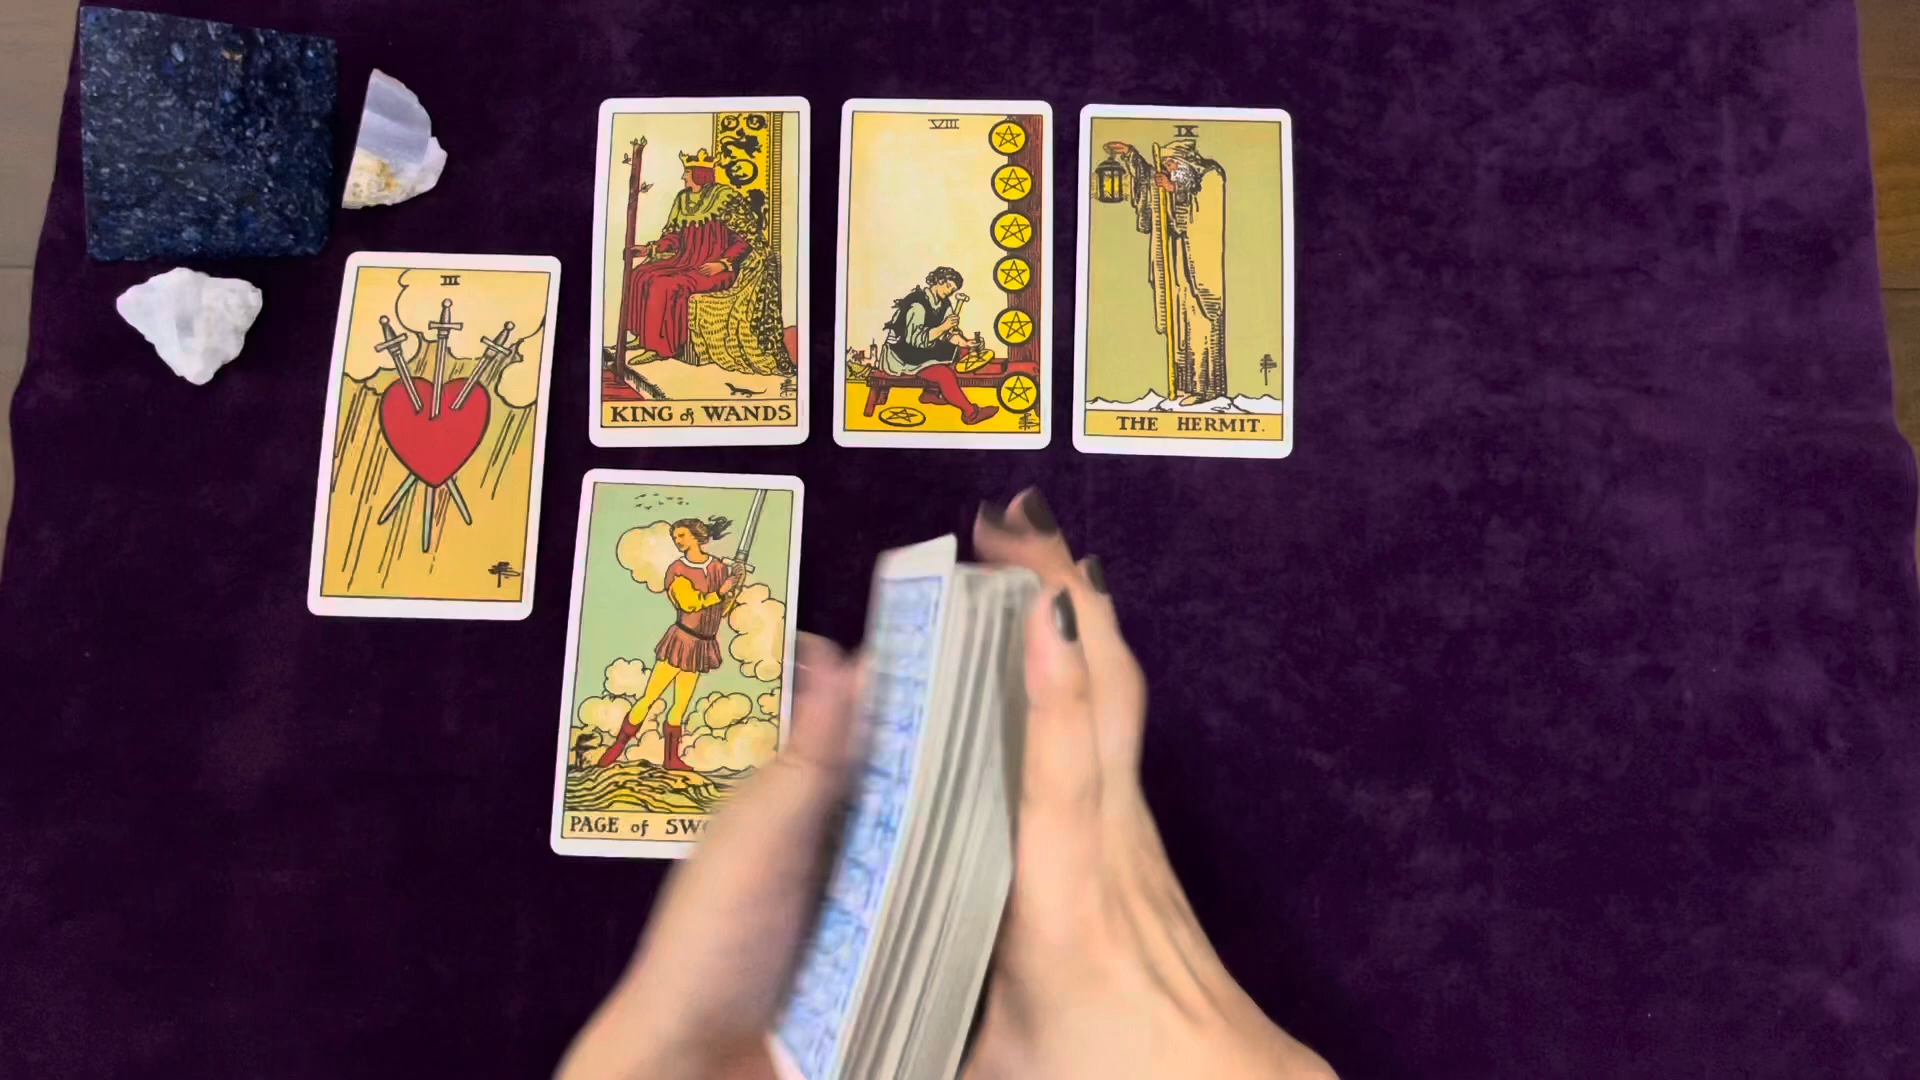 III
KING of WANDS
VIII
IX
THE HERMIT.
PAGE of